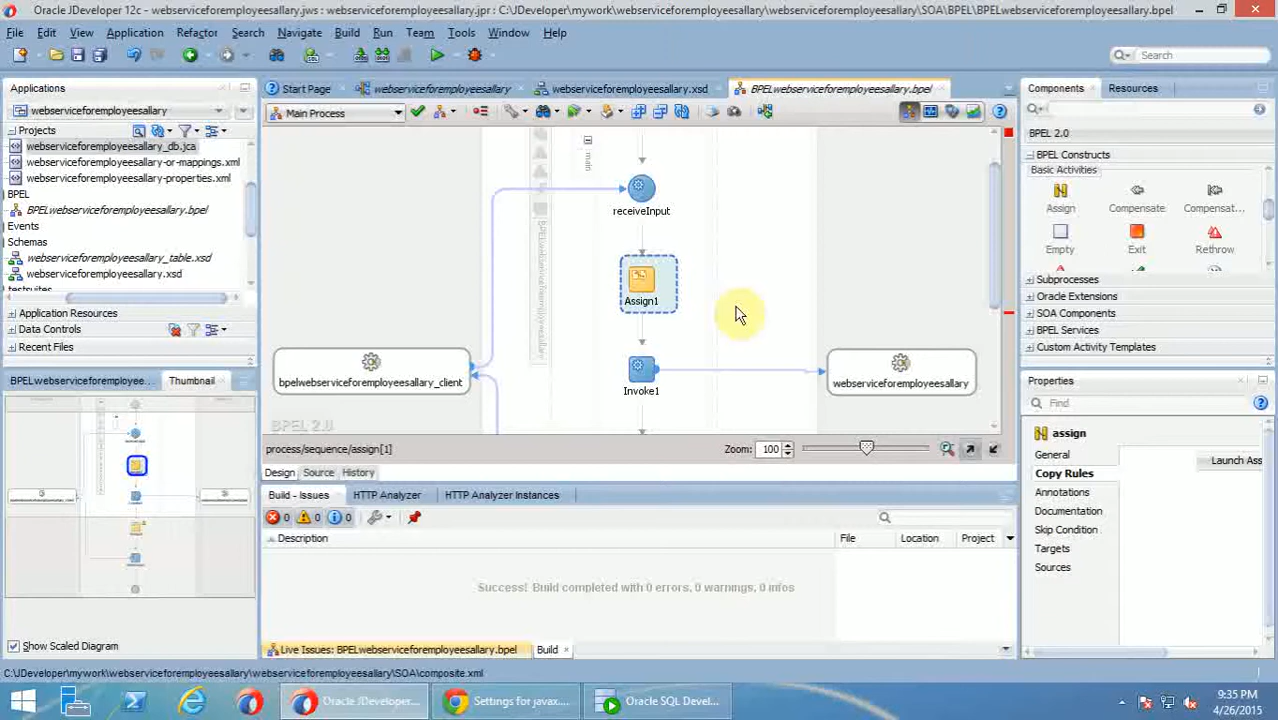 Oracle JDeveloper 12c - webserviceforemployeesallary.jws : webserviceforemployeesallary.jpr : C:\JDeveloper\mywork\webserviceforemployeesallary\webserviceforemployeesallary\SOA\BPEL\BPELwebserviceforemployeesallary.bpel
File Edit View Application Refactor Search Navigate Build Run Team Tools Window Help
Search
Applications
Start Page
webserviceforemployeesallary
webserviceforemployeesallary.xsd
BPELwebserviceforemployeesallary.bpel
Components
Resources
webserviceforemployeesallary
Main Process
Projects
webserviceforemployeesallary_db.jca
webserviceforemployeesallary-or-mappings.xml
webserviceforemployeesallary-properties.xml
BPEL
BPELwebserviceforemployeesallary.bpel
Events
Schemas
webserviceforemployeesallary_table.xsd
webserviceforemployeesallary.xsd
testsuites
Application Resources
Data Controls
Recent Files
main
receiveInput
Assign1
Invoke1
bpelwebserviceforemployeesallary_client
webserviceforemployeesallary
BPEL 2.0
process/sequence/assign[1]
Zoom: 100
Design Source History
BPEL 2.0
BPEL Constructs
Basic Activities
Assign Compensate Compensat...
Empty Exit Rethrow
Subprocesses
Oracle Extensions
SOA Components
BPEL Services
Custom Activity Templates
BPELwebserviceforemployee...
Thumbnail
Show Scaled Diagram
Build - Issues
HTTP Analyzer
HTTP Analyzer Instances
0 0 0
Description File Location Project
Success! Build completed with 0 errors, 0 warnings, 0 infos
Live Issues: BPELwebserviceforemployeesallary.bpel
Build
Properties
Find
assign
General
Copy Rules
Annotations
Documentation
Skip Condition
Targets
Sources
Launch Ass
C:\JDeveloper\mywork\webserviceforemployeesallary\webserviceforemployeesallary\SOA\composite.xml
Oracle JDeveloper...
Settings for javax....
Oracle SQL Devel...
9:35 PM
4/26/2015